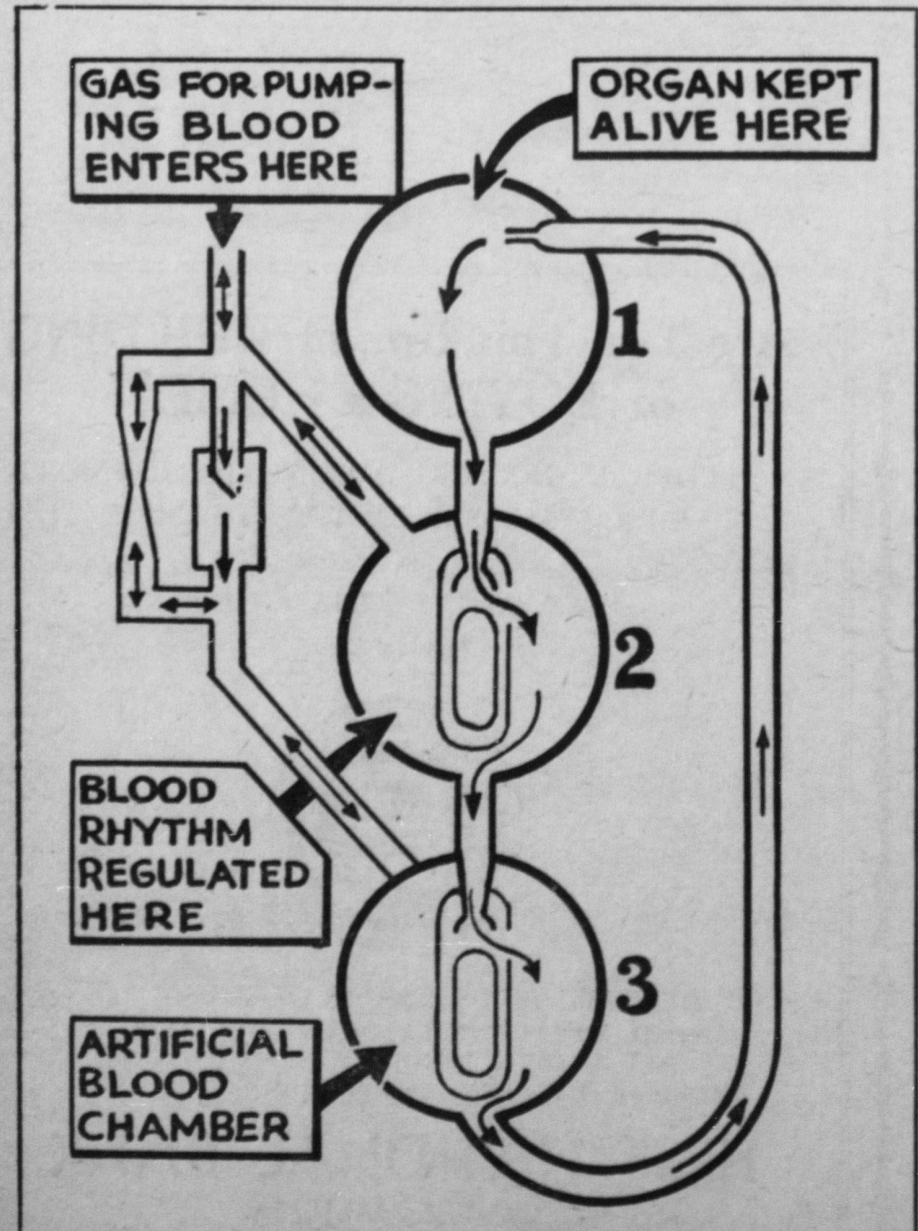 GAS FOR PUMP-
ING BLOOD
ENTERS HERE
ORGAN KEPT
ALIVE HERE
1
2
BLOOD
RHYTHM
REGULATED
HERE
3
ARTIFICIAL
BLOOD
CHAMBER